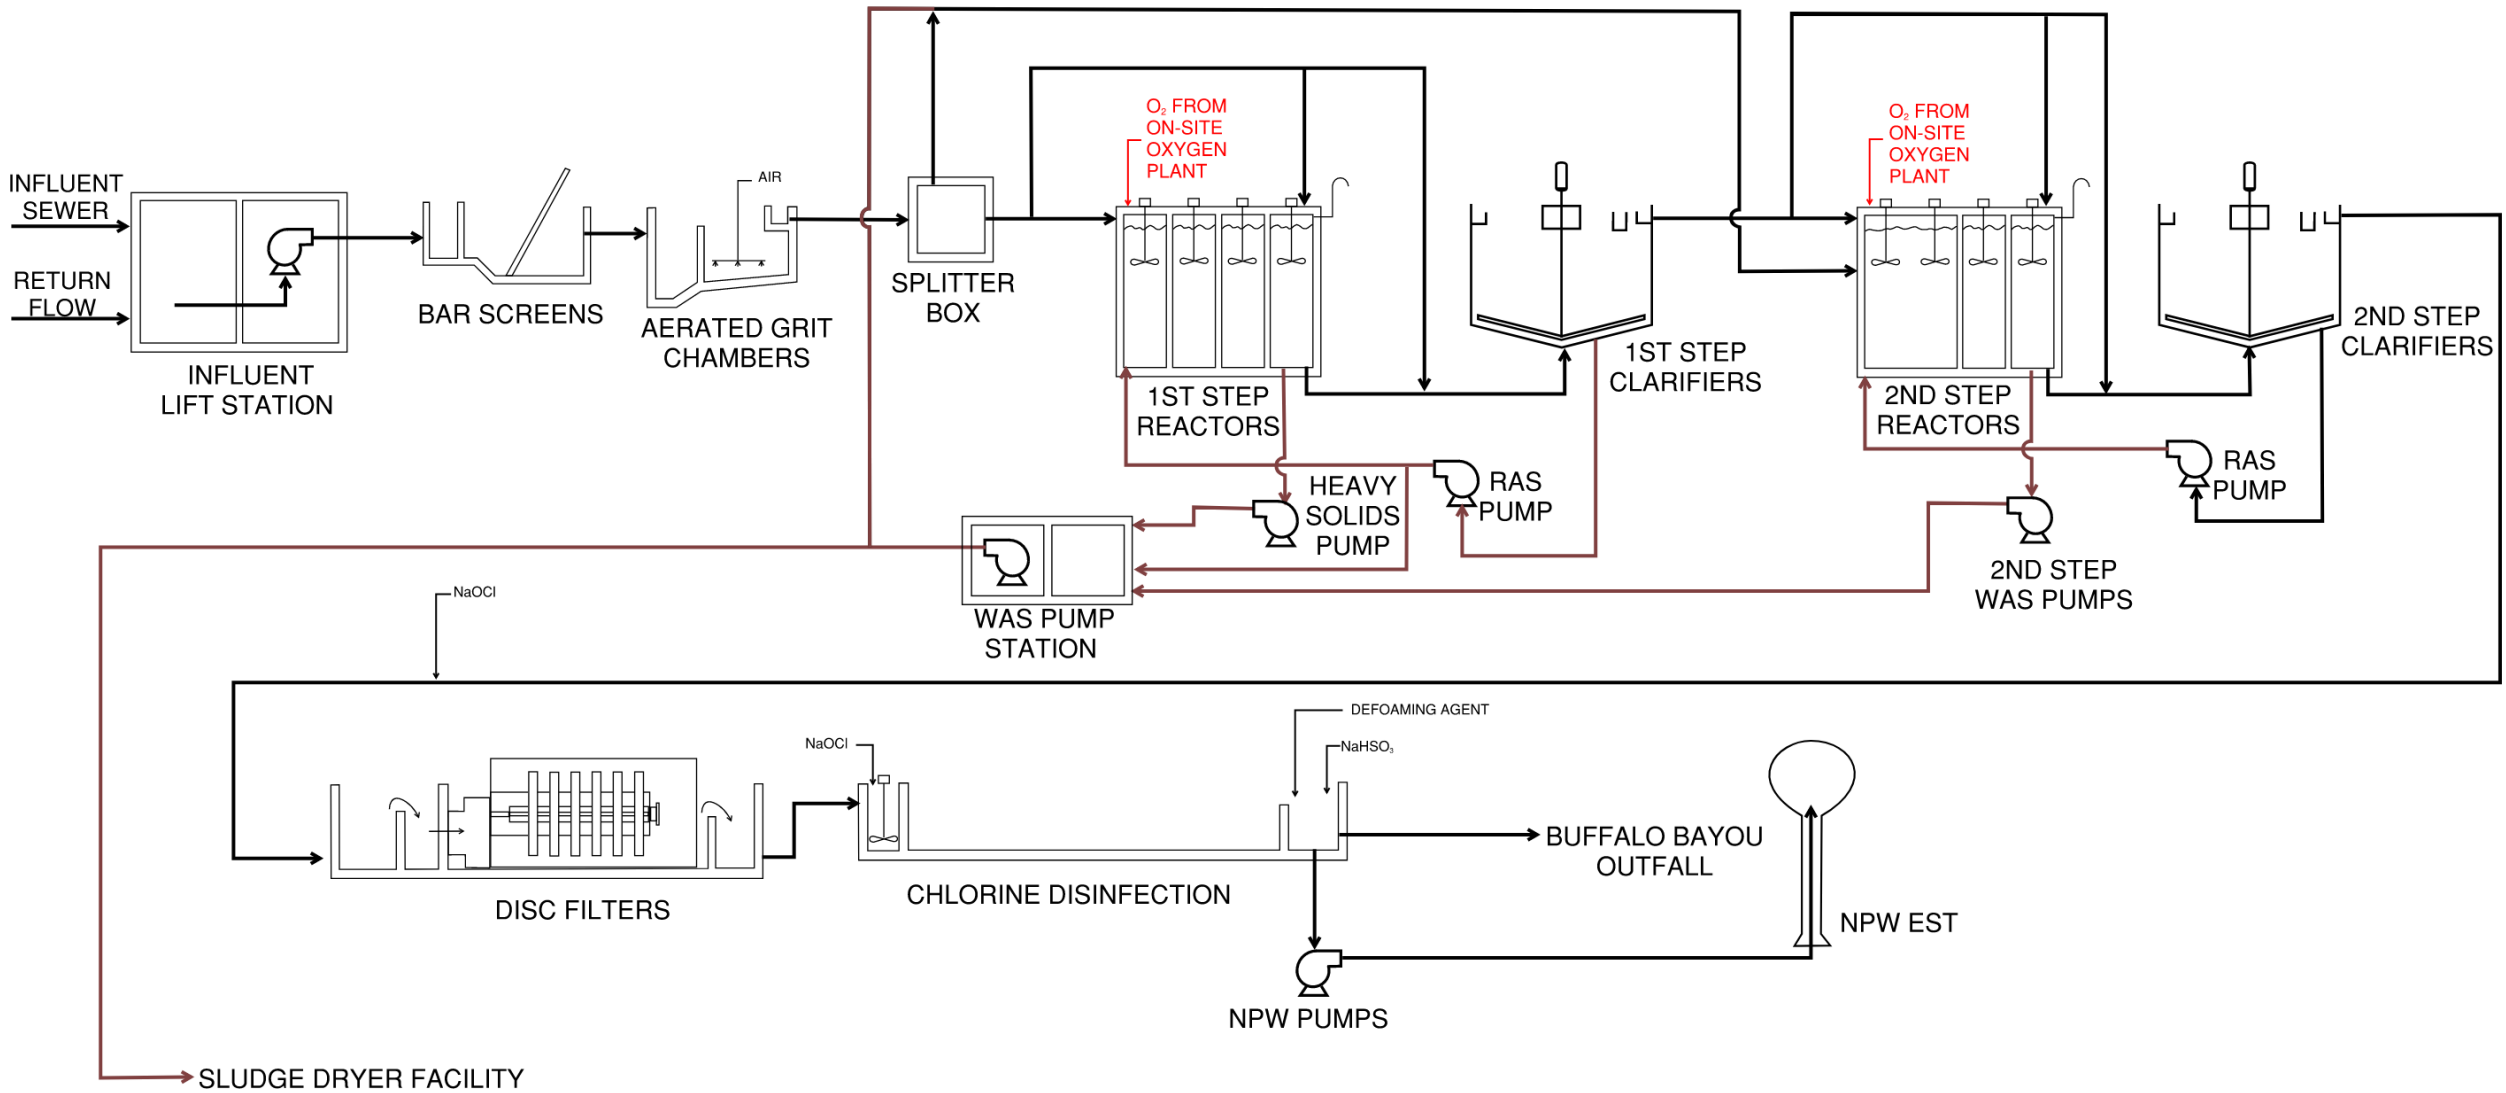 INFLUENT
SEWER
RETURN
FLOW
INFLUENT
LIFT STATION
BAR SCREENS
AIR
AERATED GRIT
CHAMBERS
SPLITTER
BOX
O₂ FROM
ON-SITE
OXYGEN
PLANT
1ST STEP
REACTORS
1ST STEP
CLARIFIERS
O₂ FROM
ON-SITE
OXYGEN
PLANT
2ND STEP
REACTORS
2ND STEP
CLARIFIERS
HEAVY
SOLIDS
PUMP
RAS
PUMP
RAS
PUMP
2ND STEP
WAS PUMPS
WAS PUMP
STATION
NaOCl
DISC FILTERS
NaOCl
CHLORINE DISINFECTION
DEFOAMING AGENT
NaHSO₃
BUFFALO BAYOU
OUTFALL
NPW EST
NPW PUMPS
SLUDGE DRYER FACILITY